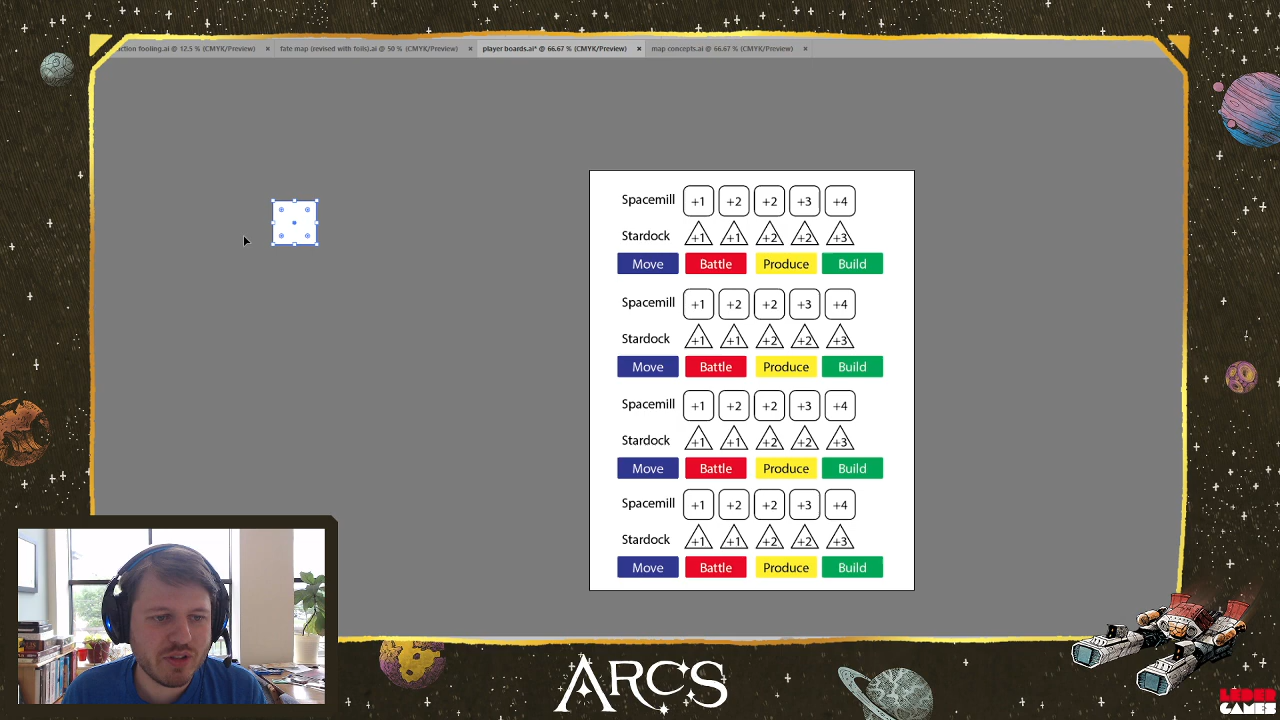 ction fooling.ai @ 12.5 % (CMYK/Preview) × fate map (revised with foils).ai @ 50 % (CMYK/Preview) × player boards.ai* @ 66.67 % (CMYK/Preview) × map concepts.ai @ 66.67 % (CMYK/Preview) ×
Spacemill +1 +2 +2 +3 +4
Stardock +1 +1 +2 +2 +3
Move Battle Produce Build
Spacemill +1 +2 +2 +3 +4
Stardock +1 +1 +2 +2 +3
Move Battle Produce Build
Spacemill +1 +2 +2 +3 +4
Stardock +1 +1 +2 +2 +3
Move Battle Produce Build
Spacemill +1 +2 +2 +3 +4
Stardock +1 +1 +2 +2 +3
Move Battle Produce Build
ARCS
LEDER
GAMES